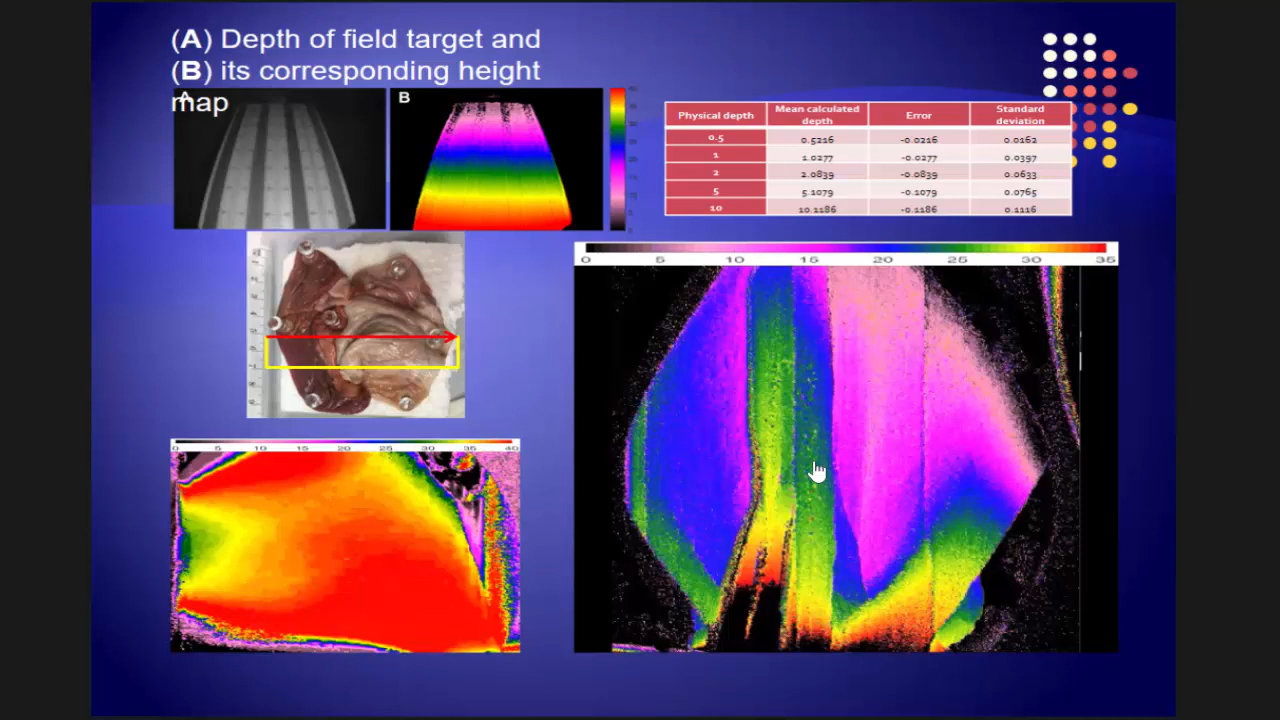 (A) Depth of field target and
(B) its corresponding height
map
A
B
Physical depth Mean calculated depth Error Standard deviation
0.5 0.5216 -0.0216 0.0162
1 1.0277 -0.0277 0.0397
2 2.0839 -0.0839 0.0633
5 5.1079 -0.1079 0.0765
10 10.1186 -0.1186 0.1116
0 5 10 15 20 25 30 35
0 5 10 15 20 25 30 35 40